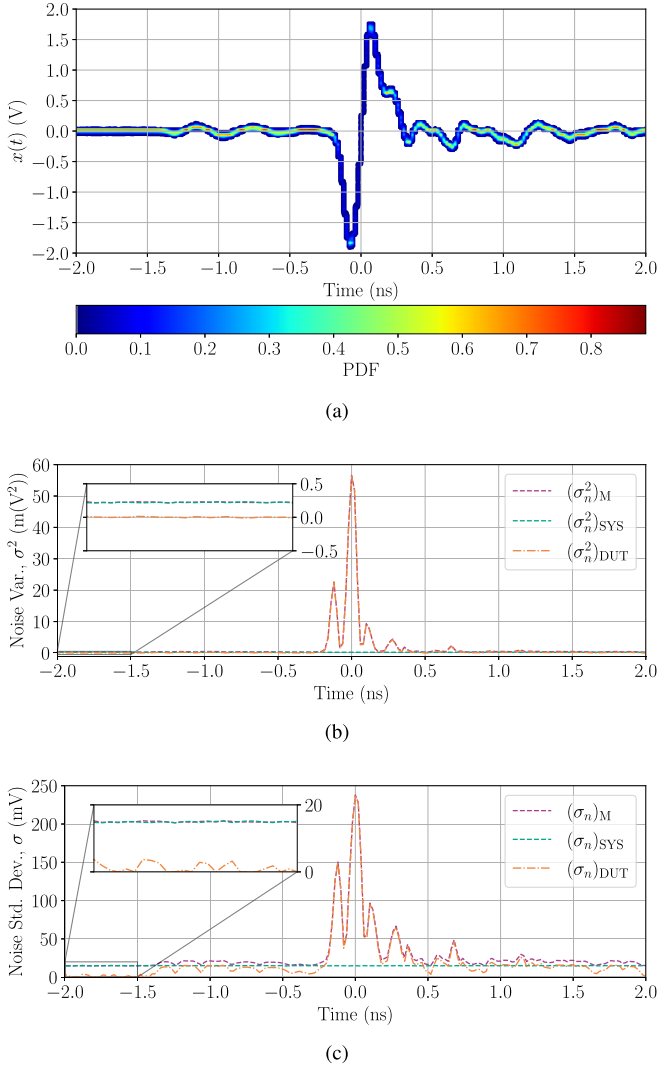 2.0
1.5
1.0
0.5
0.0
−0.5
−1.0
−1.5
−2.0
x(t) (V)
−2.0 −1.5 −1.0 −0.5 0.0 0.5 1.0 1.5 2.0
Time (ns)
0.0 0.1 0.2 0.3 0.4 0.5 0.6 0.7 0.8
PDF
(a)
60
50
40
30
20
10
0
Noise Var., σ² (m(V²))
0.5
0.0
−0.5
(σₙ²)M
(σₙ²)SYS
(σₙ²)DUT
−2.0 −1.5 −1.0 −0.5 0.0 0.5 1.0 1.5 2.0
Time (ns)
(b)
250
200
150
100
50
0
Noise Std. Dev., σ (mV)
20
0
(σₙ)M
(σₙ)SYS
(σₙ)DUT
−2.0 −1.5 −1.0 −0.5 0.0 0.5 1.0 1.5 2.0
Time (ns)
(c)